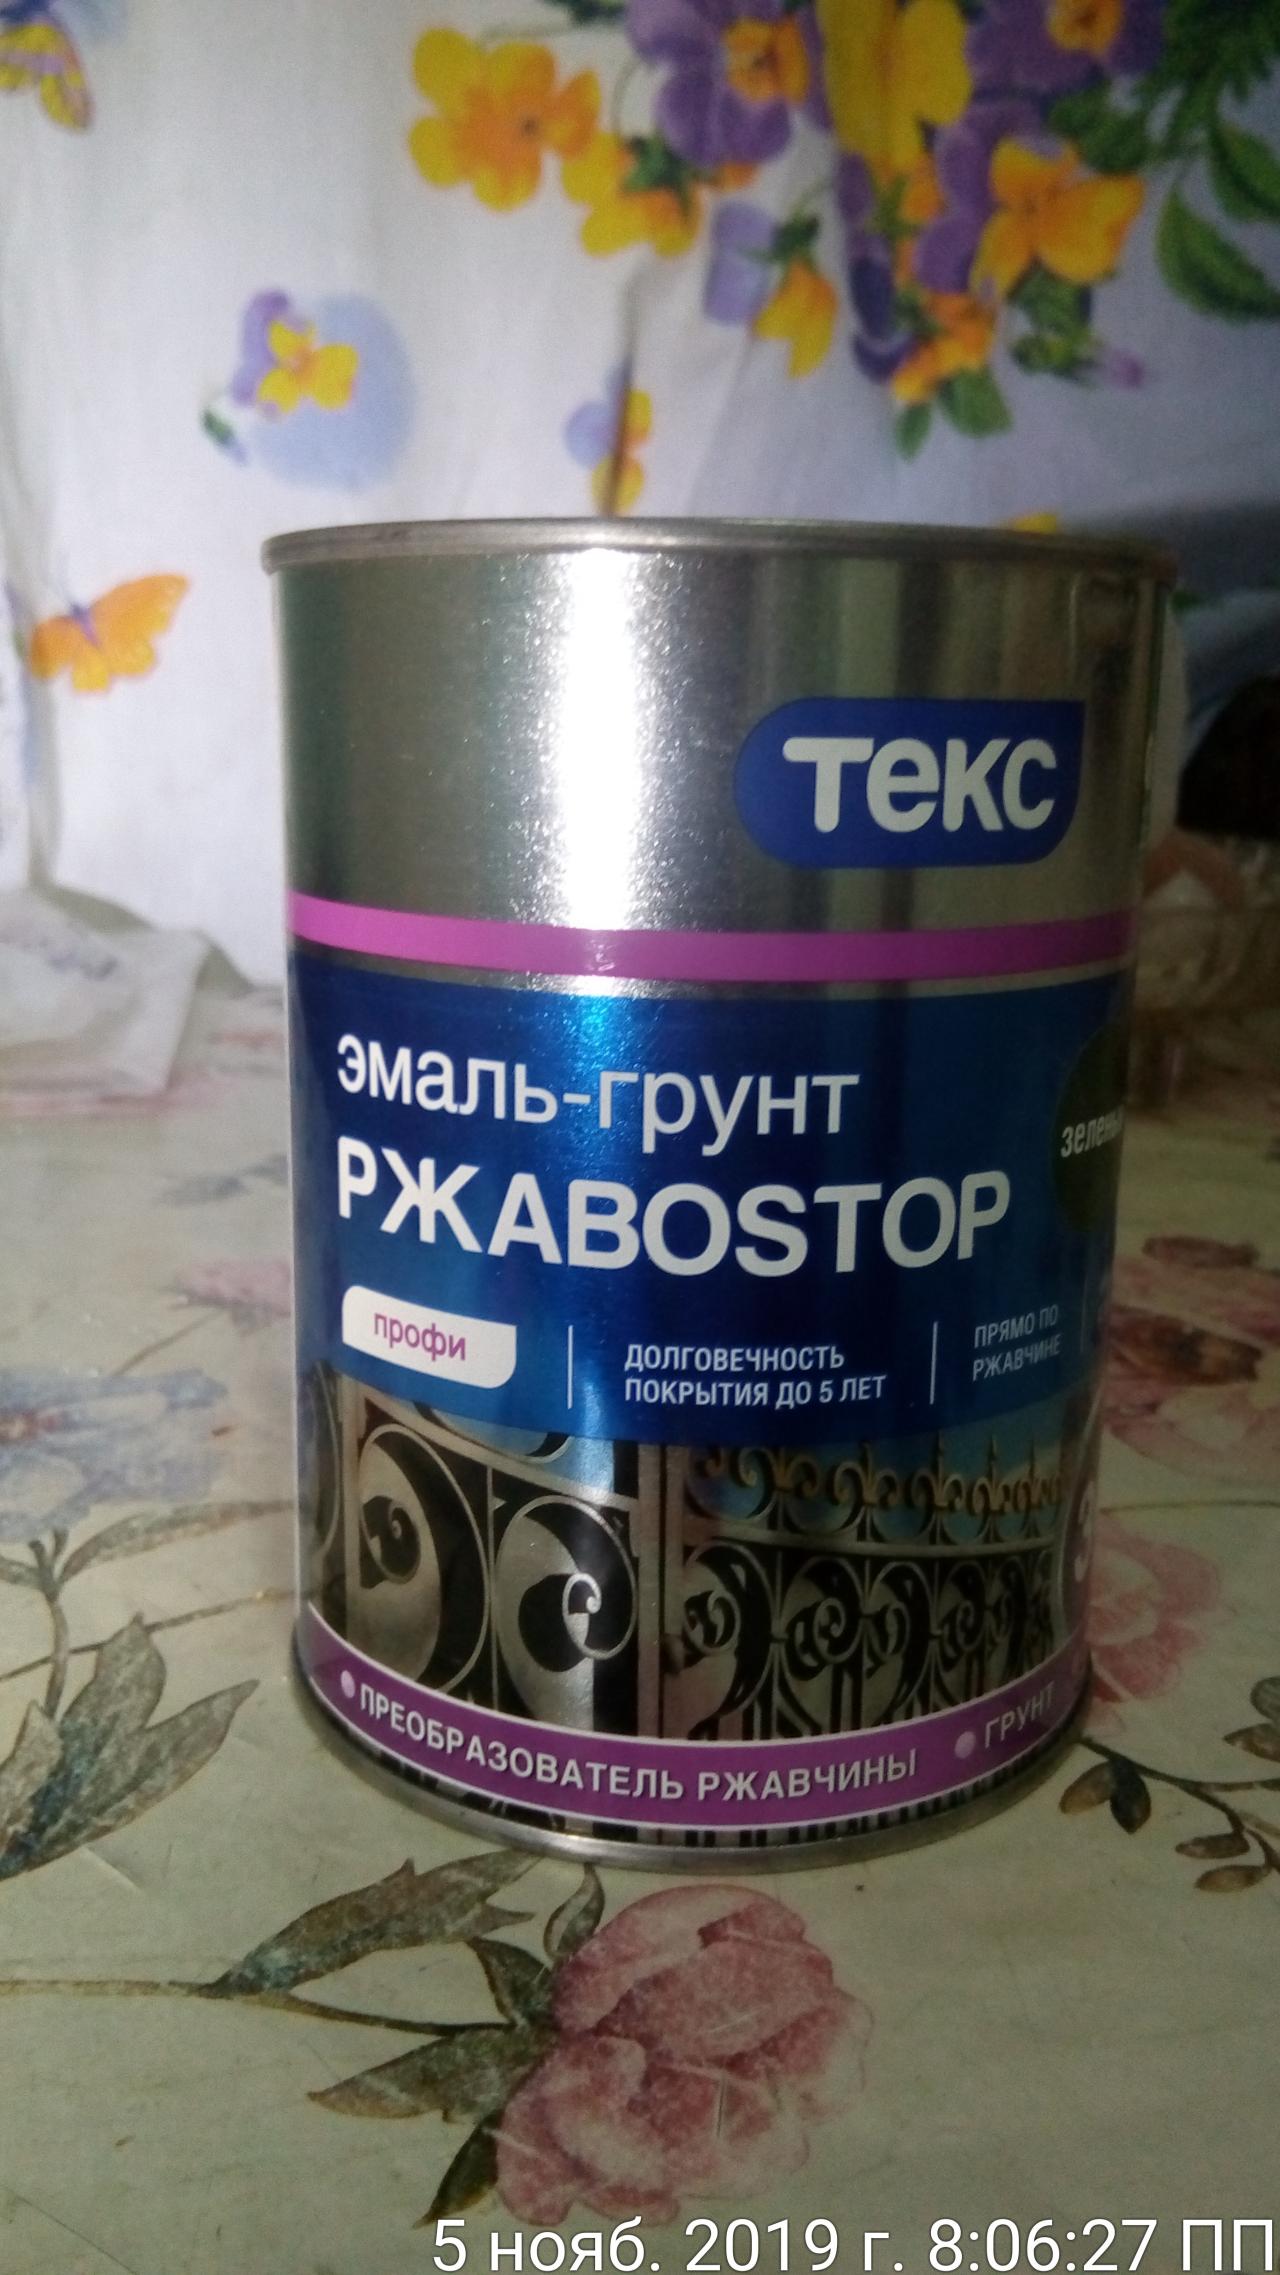 текс
эмаль-грунт
РЖАВОSTOP
профи
ДОЛГОВЕЧНОСТЬ
ПОКРЫТИЯ ДО 5 ЛЕТ
ПРЯМО ПО
РЖАВЧИНЕ
3
ПРЕОБРАЗОВАТЕЛЬ РЖАВЧИНЫ
ГРУНТ
5 нояб. 2019 г. 8:06:27 ПП